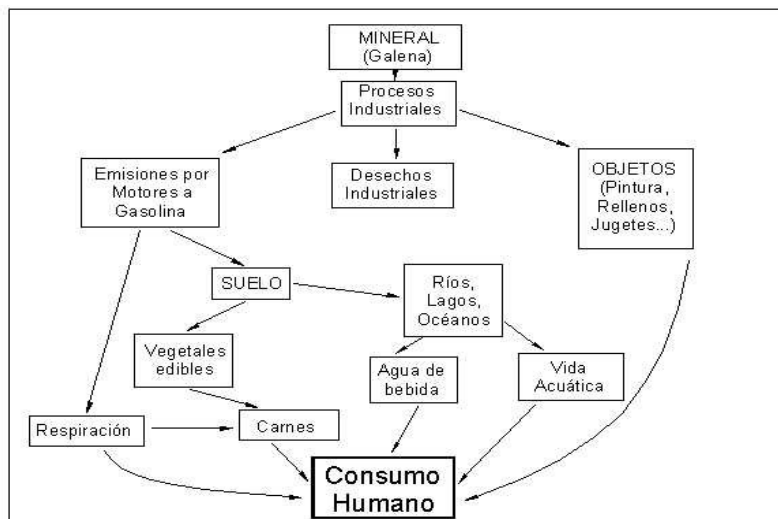 MINERAL
(Galena)
Procesos
Industriales
Emisiones por
Motores a
Gasolina
Desechos
Industriales
OBJETOS
(Pintura,
Rellenos,
Jugetes...)
SUELO
Ríos,
Lagos,
Océanos
Vegetales
edibles
Agua de
bebida
Vida
Acuática
Respiración
Carnes
Consumo
Humano